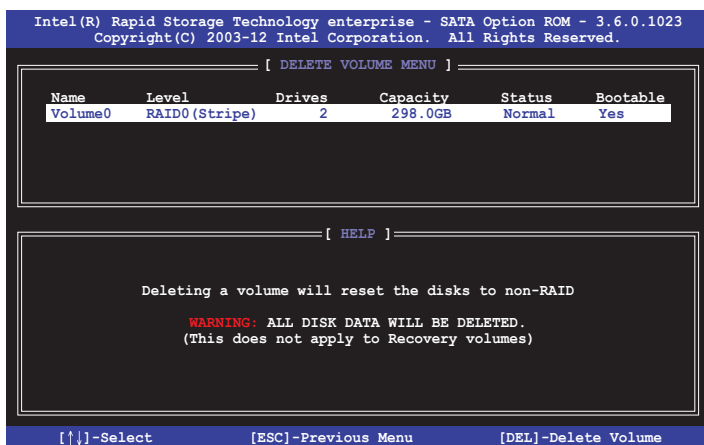 Intel(R) Rapid Storage Technology enterprise - SATA Option ROM - 3.6.0.1023
Copyright(C) 2003-12 Intel Corporation. All Rights Reserved.
[ DELETE VOLUME MENU ]
Name Level Drives Capacity Status Bootable
Volume0 RAID0(Stripe) 2 298.0GB Normal Yes
[ HELP ]
Deleting a volume will reset the disks to non-RAID
WARNING: ALL DISK DATA WILL BE DELETED.
(This does not apply to Recovery volumes)
[↑↓]-Select [ESC]-Previous Menu [DEL]-Delete Volume